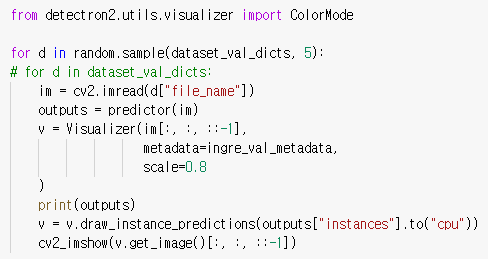 from detectron2.utils.visualizer import ColorMode

for d in random.sample(dataset_val_dicts, 5):
# for d in dataset_val_dicts:
    im = cv2.imread(d["file_name"])
    outputs = predictor(im)
    v = Visualizer(im[:, :, ::-1],
                   metadata=ingre_val_metadata,
                   scale=0.8
    )
    print(outputs)
    v = v.draw_instance_predictions(outputs["instances"].to("cpu"))
    cv2_imshow(v.get_image()[:, :, ::-1])